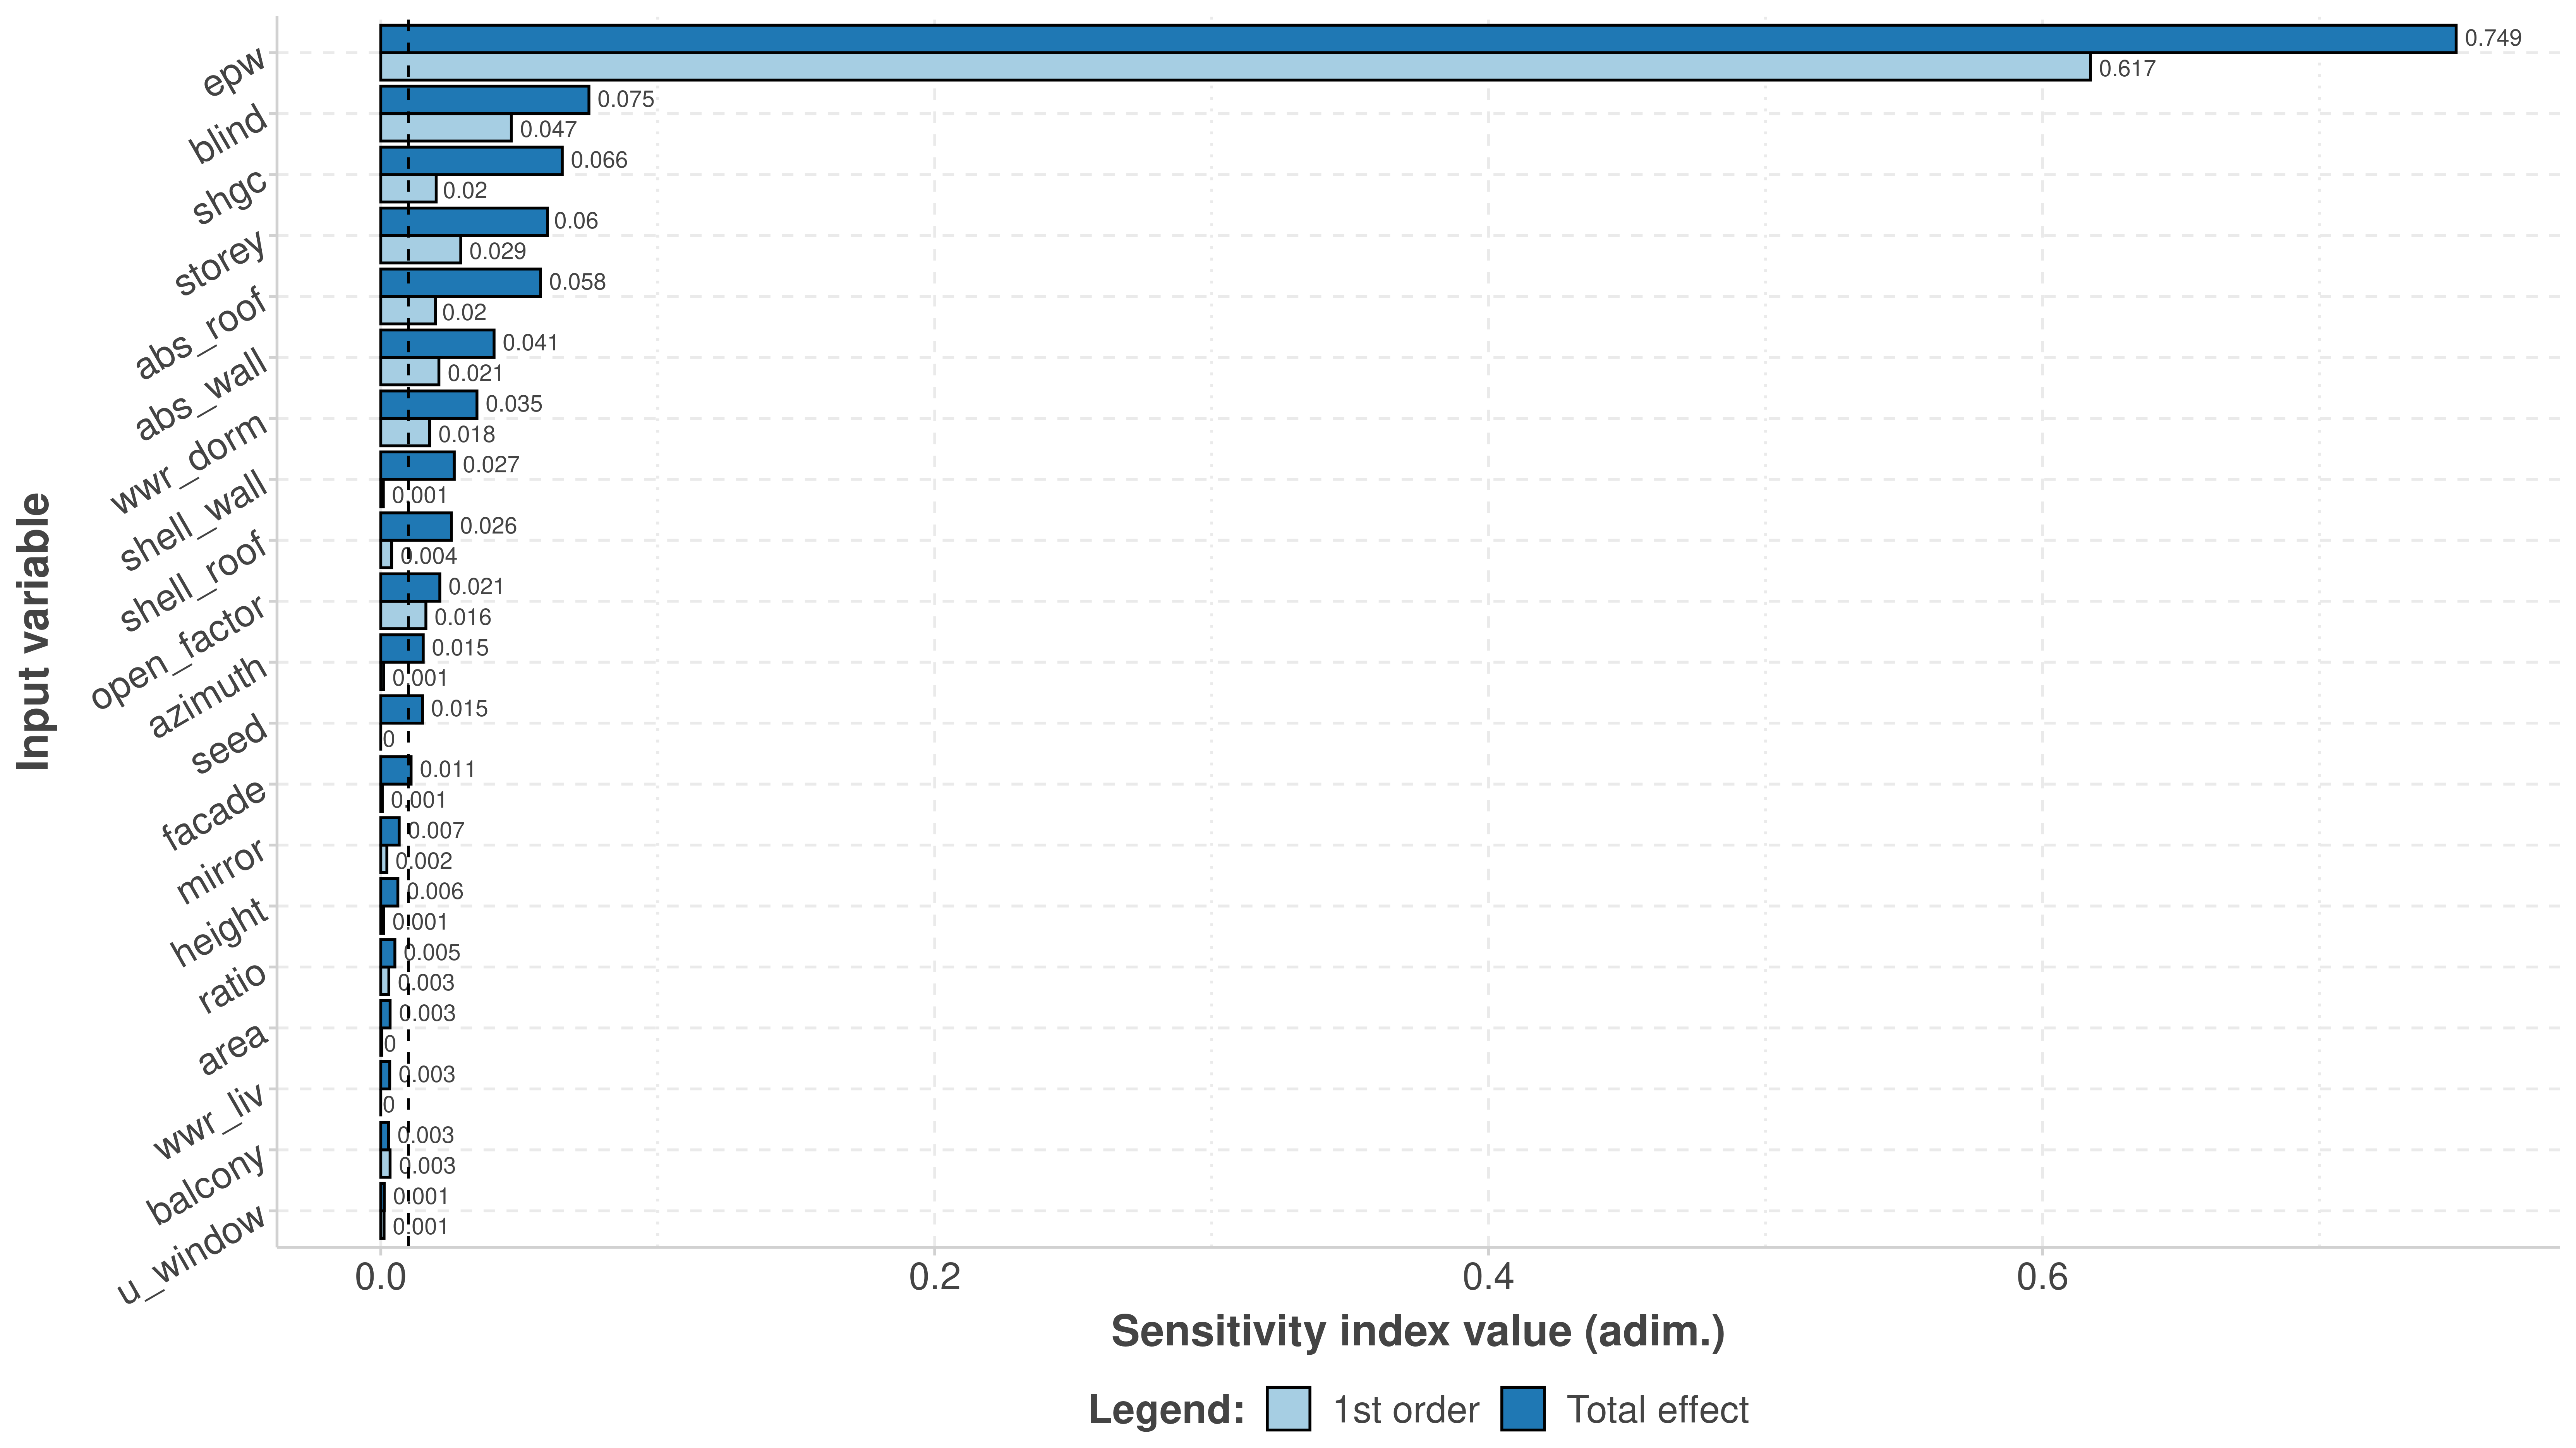 epw
0.749
0.617
blind
0.075
0.047
shgc
0.066
0.02
storey
0.06
0.029
abs_roof
0.058
0.02
abs_wall
0.041
0.021
wwr_dorm
0.035
0.018
shell_wall
0.027
0.001
shell_roof
0.026
0.004
open_factor
0.021
0.016
azimuth
0.015
0.001
seed
0.015
0
facade
0.011
0.001
mirror
0.007
0.002
height
0.006
0.001
ratio
0.005
0.003
area
0.003
0
wwr_liv
0.003
0
balcony
0.003
0.003
u_window
0.001
0.001
Input variable
0.0 0.2 0.4 0.6
Sensitivity index value (adim.)
Legend: 1st order Total effect